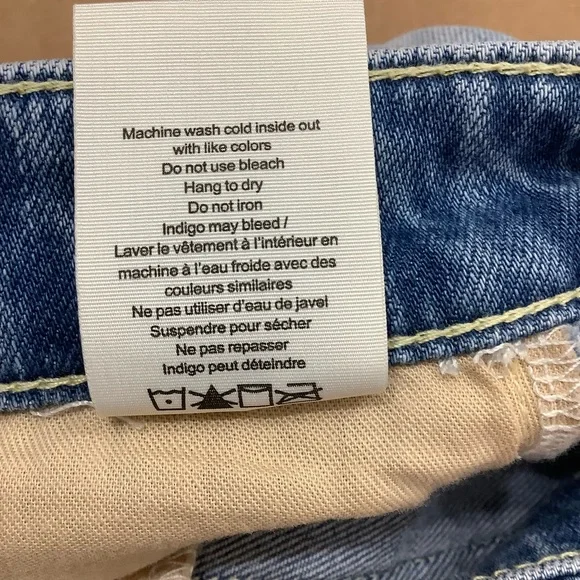 Machine wash cold inside out
with like colors
Do not use bleach
Hang to dry
Do not iron
Indigo may bleed /
Laver le vêtement à l'intérieur en
machine à l'eau froide avec des
couleurs similaires
Ne pas utiliser d'eau de javel
Suspendre pour sécher
Ne pas repasser
Indigo peut déteindre